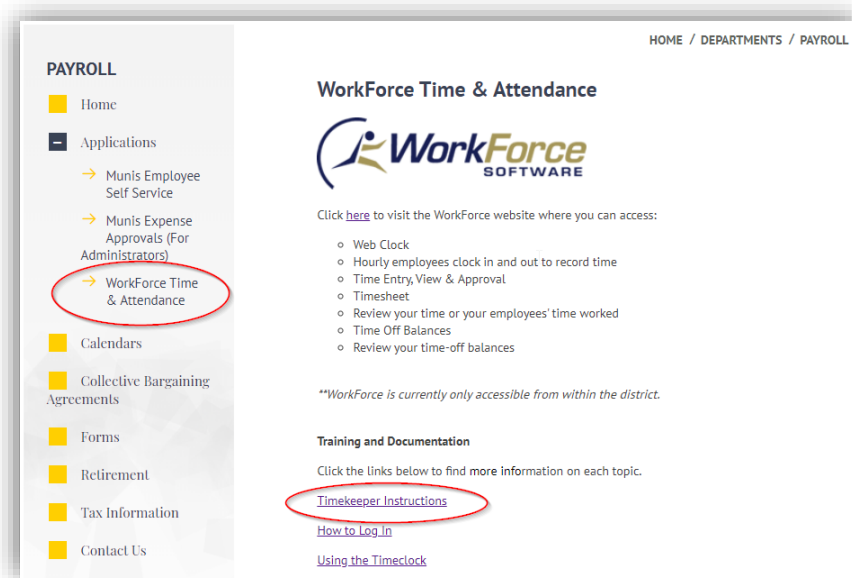 HOME / DEPARTMENTS / PAYROLL
PAYROLL
Home
Applications
Munis Employee
Self Service
Munis Expense
Approvals (For
Administrators)
WorkForce Time
& Attendance
Calendars
Collective Bargaining
Agreements
Forms
Retirement
Tax Information
Contact Us
WorkForce Time & Attendance
WorkForce
SOFTWARE
Click here to visit the WorkForce website where you can access:
Web Clock
Hourly employees clock in and out to record time
Time Entry, View & Approval
Timesheet
Review your time or your employees' time worked
Time Off Balances
Review your time-off balances
**WorkForce is currently only accessible from within the district.
Training and Documentation
Click the links below to find more information on each topic.
Timekeeper Instructions
How to Log In
Using the Timeclock